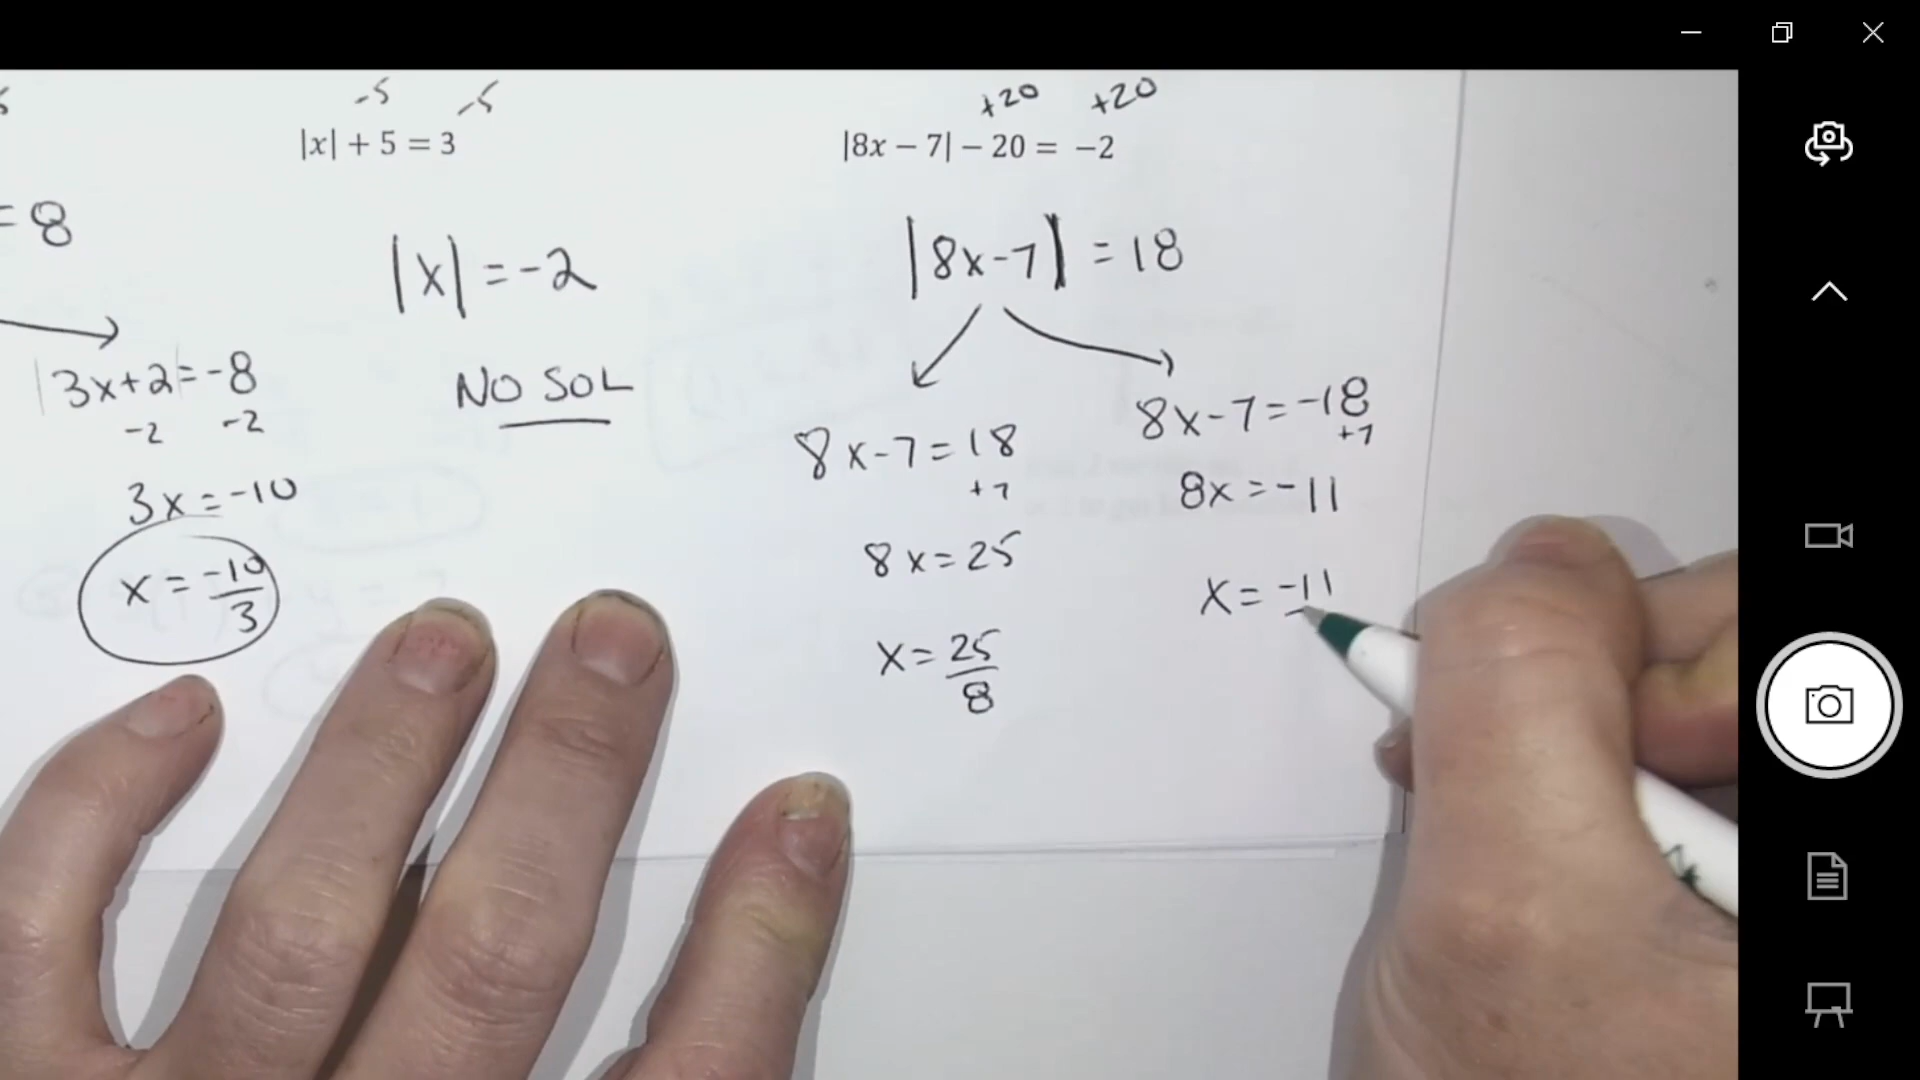 = 8
3x+2 = -8
-2 -2
3x = -10
x = -10/3
-5 -5
|x| + 5 = 3
|x| = -2
NO SOL
+20 +20
|8x − 7| − 20 = −2
|8x-7| = 18
8x-7 = 18
+7
8x = 25
x = 25/8
8x-7 = -18
+7
8x = -11
x = -11